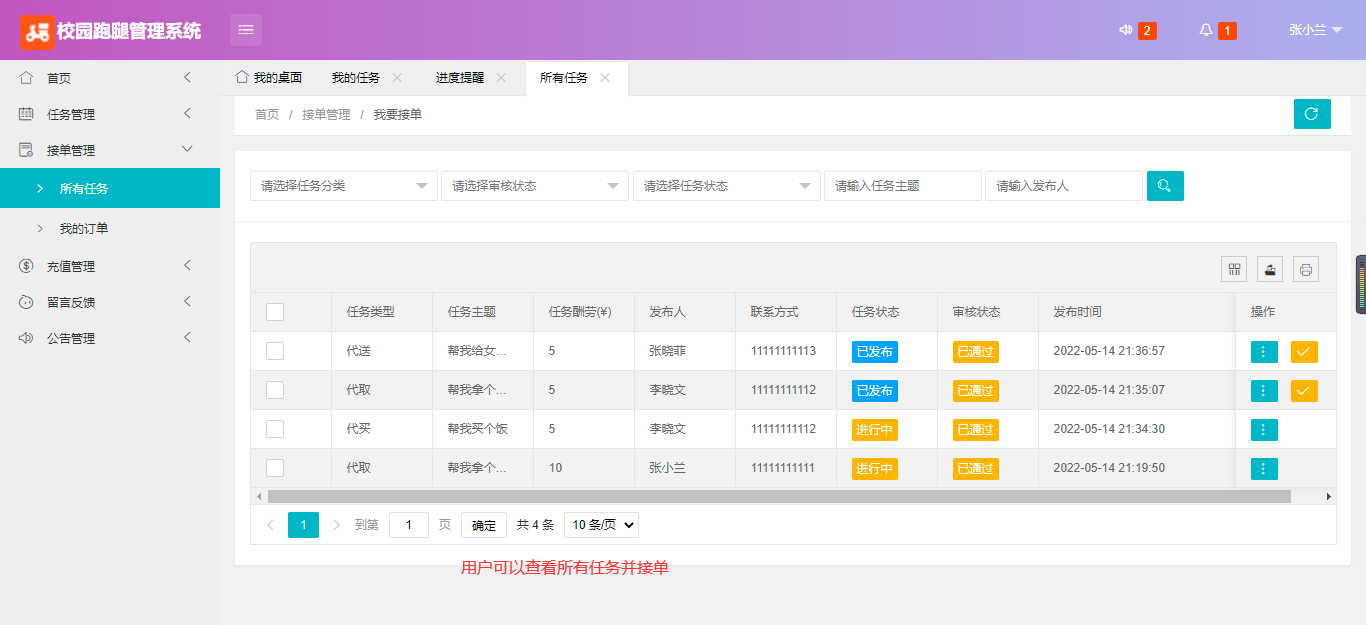 校园跑腿管理系统
2
1
张小兰
首页
任务管理
接单管理
所有任务
我的订单
充值管理
留言反馈
公告管理
我的桌面 我的任务 进度提醒 所有任务
首页 / 接单管理 / 我要接单
请选择任务分类 请选择审核状态 请选择任务状态 请输入任务主题 请输入发布人
任务类型 任务主题 任务酬劳(¥) 发布人 联系方式 任务状态 审核状态 发布时间 操作
代送 帮我给女... 5 张晓菲 11111111113 已发布 已通过 2022-05-14 21:36:57
代取 帮我拿个... 5 李晓文 11111111112 已发布 已通过 2022-05-14 21:35:07
代买 帮我买个饭 5 李晓文 11111111112 进行中 已通过 2022-05-14 21:34:30
代取 帮我拿个... 10 张小兰 11111111111 进行中 已通过 2022-05-14 21:19:50
1 到第 1 页 确定 共 4 条 10 条/页
用户可以查看所有任务并接单